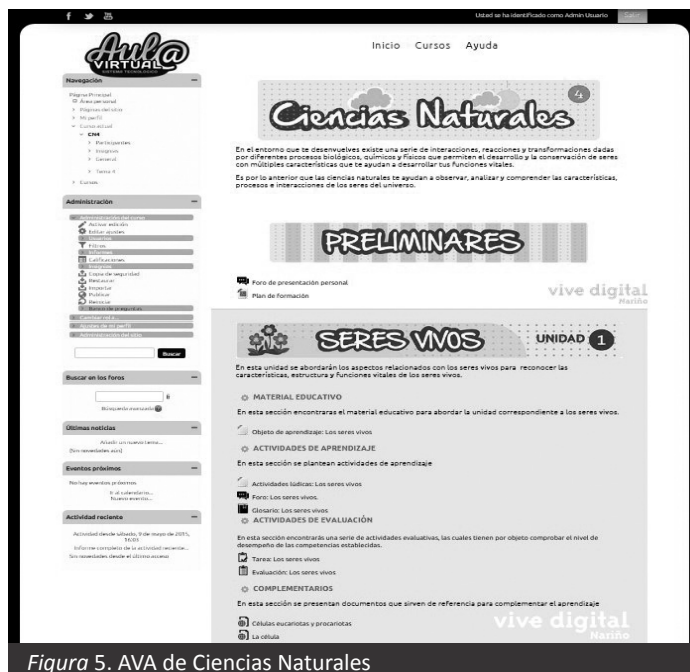 Usted se ha identificado como Admin Usuario
Salir
Aul@
VIRTUAL
SISTEMA TECNOLÓGICO
Inicio Cursos Ayuda
Navegación
Página Principal
Área personal
Páginas del sitio
Mi perfil
Curso actual
CN4
Participantes
Insignias
General
Tema 4
Cursos
Administración
Administración del curso
Activar edición
Editar ajustes
Usuarios
Filtros
Informes
Calificaciones
Insignias
Copia de seguridad
Restaurar
Importar
Publicar
Reiniciar
Banco de preguntas
Cambiar rol a...
Ajustes de mi perfil
Administración del sitio
Buscar
Buscar en los foros
Ir
Búsqueda avanzada
Últimas noticias
Añadir un nuevo tema...
(Sin novedades aún)
Eventos próximos
No hay eventos próximos
Ir al calendario...
Nuevo evento...
Actividad reciente
Actividad desde sábado, 9 de mayo de 2015,
16:03
Informe completo de la actividad reciente...
Sin novedades desde el último acceso
Ciencias Naturales 4
En el entorno que te desenvuelves existe una serie de interacciones, reacciones y transformaciones dadas
por diferentes procesos biológicos, químicos y físicos que permiten el desarrollo y la conservación de seres
con múltiples características que te ayudan a desarrollar tus funciones vitales.
Es por lo anterior que las ciencias naturales te ayudan a observar, analizar y comprender las características,
procesos e interacciones de los seres del universo.
PRELIMINARES
Foro de presentación personal
Plan de Formación
vive digital
Nariño
SERES VIVOS UNIDAD 1
En esta unidad se abordarán los aspectos relacionados con los seres vivos para reconocer las
características, estructura y funciones vitales de los seres vivos.
MATERIAL EDUCATIVO
En esta sección encontraras el material educativo para abordar la unidad correspondiente a los seres vivos.
Objeto de aprendizaje: Los seres vivos
ACTIVIDADES DE APRENDIZAJE
En esta sección se plantean actividades de aprendizaje
Actividades lúdicas: Los seres vivos
Foro: Los seres vivos.
Glosario: Los seres vivos
ACTIVIDADES DE EVALUACIÓN
En esta sección encontrarás una serie de actividades evaluativas, las cuales tienen por objeto comprobar el nivel de
desempeño de las competencias establecidas.
Tarea: Los seres vivos
Evaluación: Los seres vivos
COMPLEMENTARIOS
En esta sección se presentan documentos que sirven de referencia para complementar el aprendizaje
Células eucariotas y procariotas
La célula
vive digital
Nariño
Figura 5. AVA de Ciencias Naturales